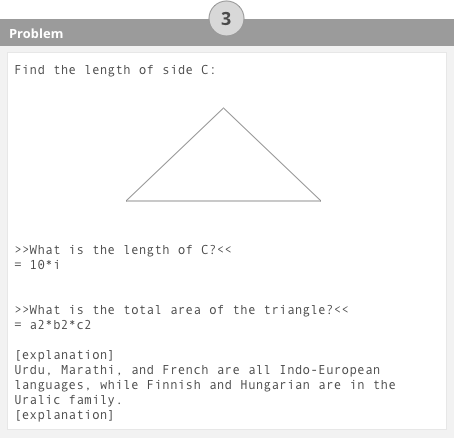 3
Problem
Find the length of side C:
>>What is the length of C?<<
= 10*i
>>What is the total area of the triangle?<<
= a2*b2*c2
[explanation]
Urdu, Marathi, and French are all Indo-European
languages, while Finnish and Hungarian are in the
Uralic family.
[explanation]